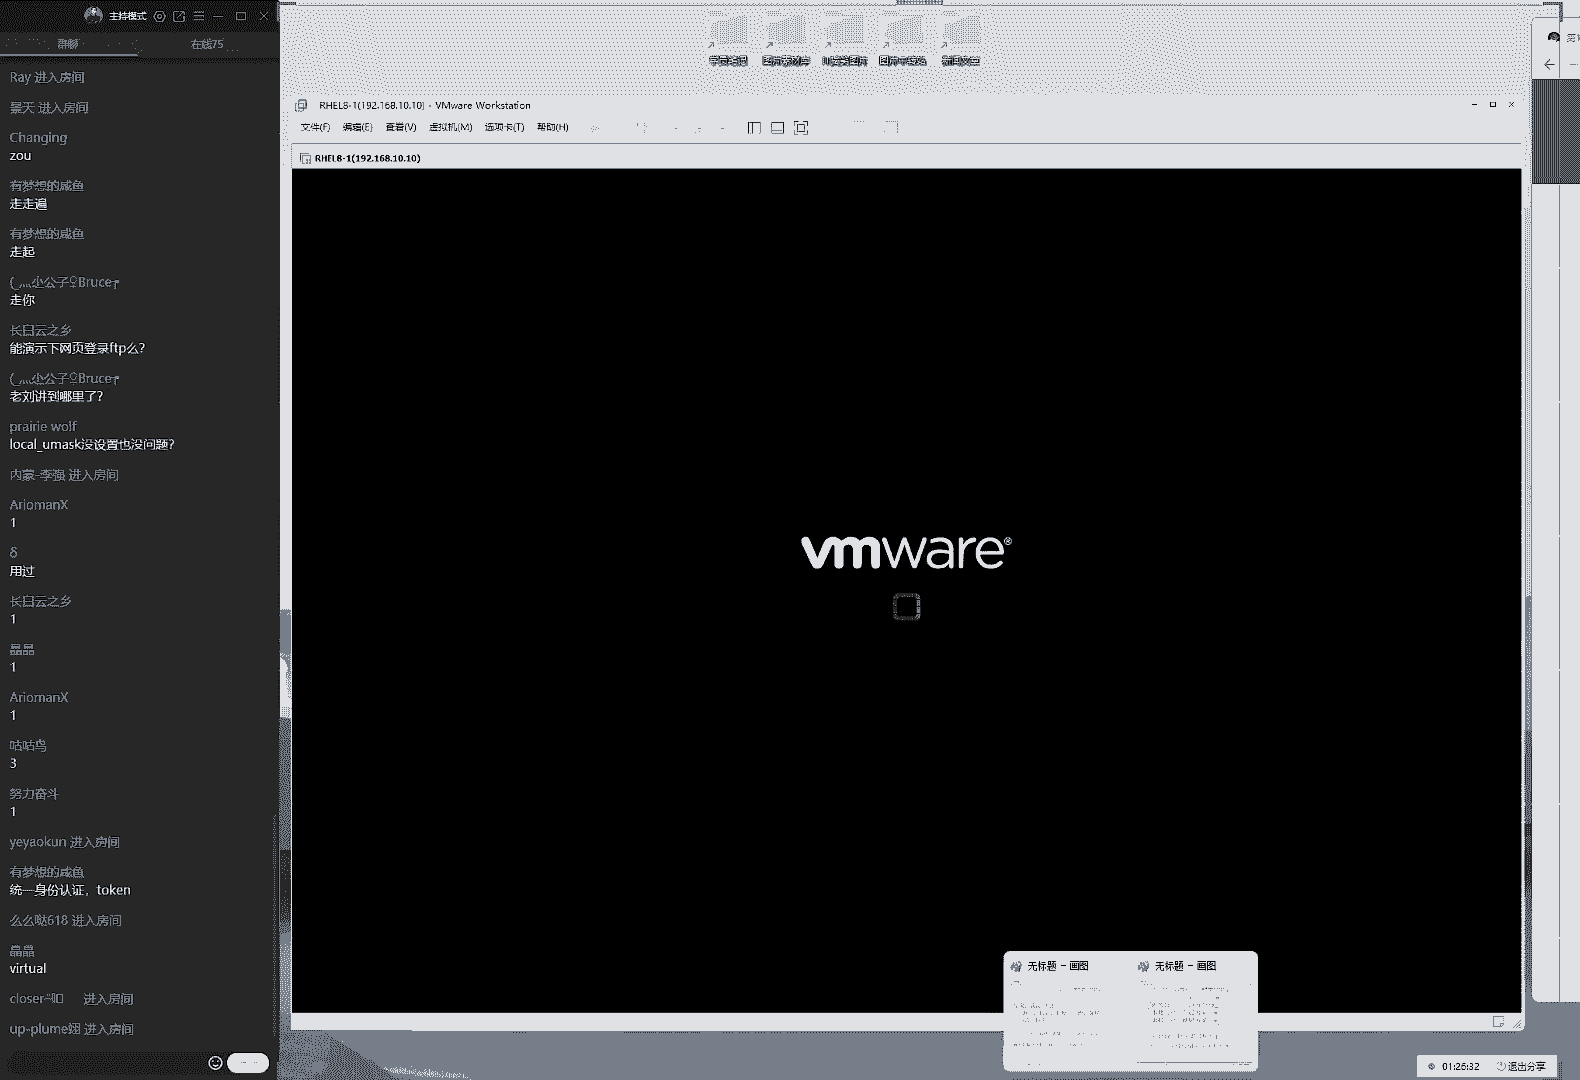 主持模式
群聊
在线75
Ray 进入房间
景天 进入房间
Changing
zou
有梦想的咸鱼
走走遍
有梦想的咸鱼
走起
小公子♀Bruce
走你
长白云之乡
能演示下网页登录ftp么?
小公子♀Bruce
老刘讲到哪里了?
prairie wolf
local_umask没设置也没问题?
内蒙-李强 进入房间
AriomanX
1
δ
用过
长白云之乡
1
晶晶
1
AriomanX
1
咕咕鸟
3
努力奋斗
1
yeyaokun 进入房间
有梦想的咸鱼
统一身份认证，token
么么哒618 进入房间
晶晶
virtual
进入房间
进入房间
RHEL8-1(192.168.10.10) - VMware Workstation
文件(F) 编辑(E) 查看(V) 虚拟机(M) 选项卡(T) 帮助(H)
RHEL8-1(192.168.10.10)
vmware®
无标题 - 画图
无标题 - 画图
01:26:32
退出分享